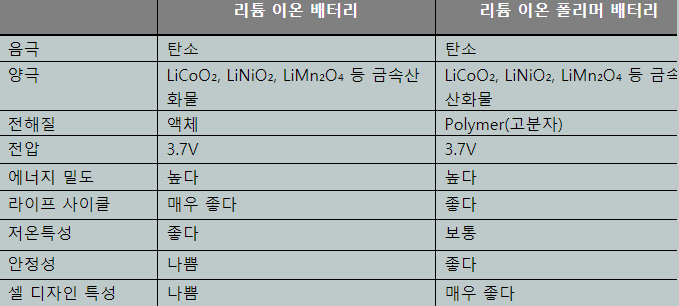 리튬 이온 배터리 리튬 이온 폴리머 배터리
음극 탄소 탄소
양극 LiCoO₂, LiNiO₂, LiMn₂O₄ 등 금속산 LiCoO₂, LiNiO₂, LiMn₂O₄ 등 금속
화물 산화물
전해질 액체 Polymer(고분자)
전압 3.7V 3.7V
에너지 밀도 높다 높다
라이프 사이클 매우 좋다 좋다
저온특성 좋다 보통
안정성 나쁨 좋다
셀 디자인 특성 나쁨 매우 좋다